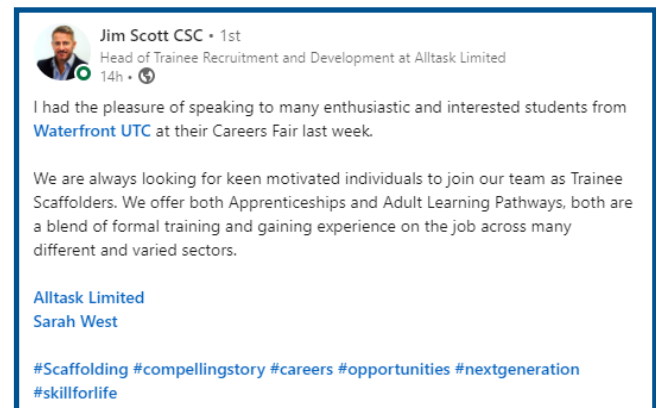 Jim Scott CSC • 1st
Head of Trainee Recruitment and Development at Alltask Limited
14h •
I had the pleasure of speaking to many enthusiastic and interested students from
Waterfront UTC at their Careers Fair last week.
We are always looking for keen motivated individuals to join our team as Trainee
Scaffolders. We offer both Apprenticeships and Adult Learning Pathways, both are
a blend of formal training and gaining experience on the job across many
different and varied sectors.
Alltask Limited
Sarah West
#Scaffolding #compellingstory #careers #opportunities #nextgeneration
#skillforlife